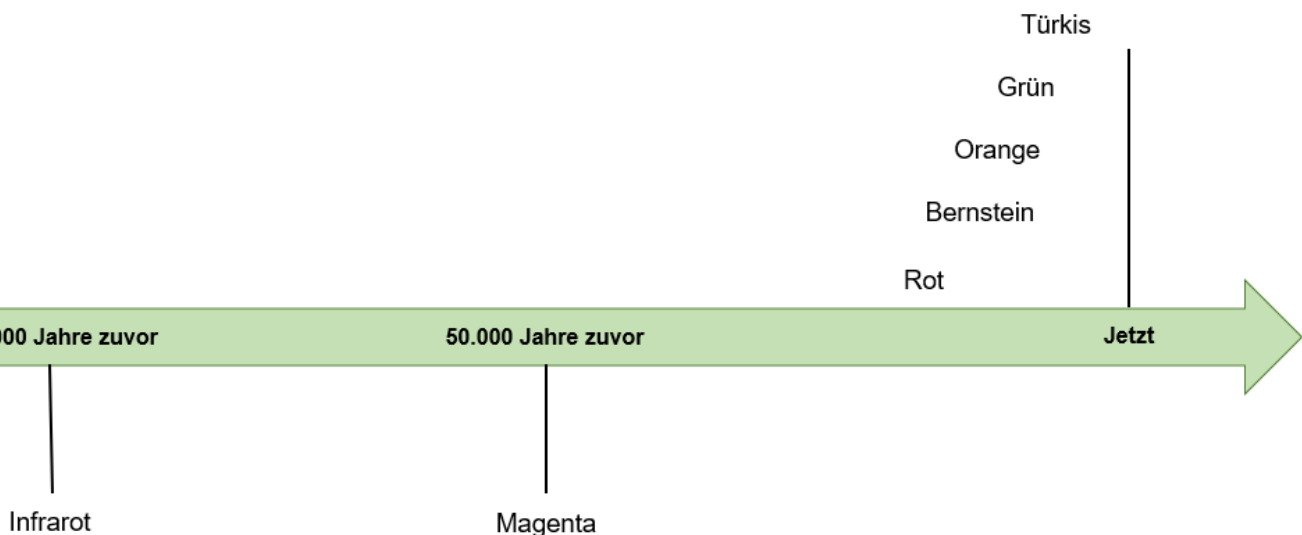 Türkis
Grün
Orange
Bernstein
Rot
000 Jahre zuvor
50.000 Jahre zuvor
Jetzt
Infrarot
Magenta